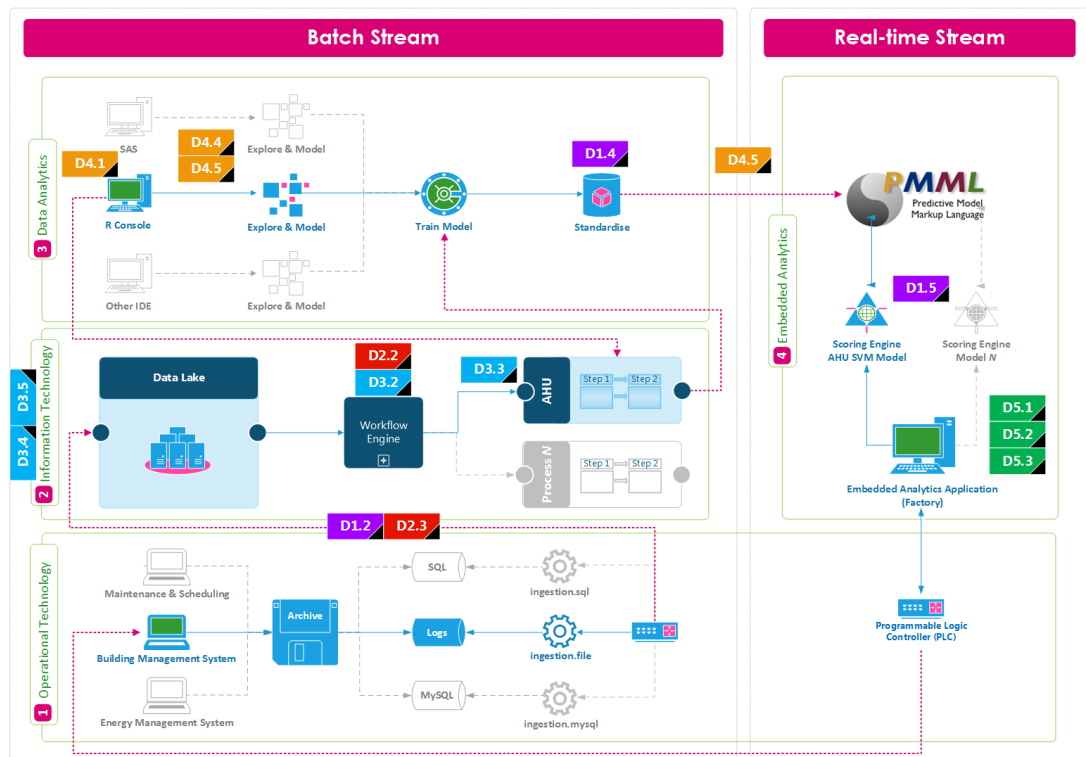 Batch Stream
Real-time Stream
3 Data Analytics
SAS
Explore & Model
D4.1
D4.4
D4.5
D1.4
D4.5
R Console
Explore & Model
Train Model
Standardise
PMML
Predictive Model
Markup Language
Other IDE
Explore & Model
4 Embedded Analytics
D1.5
Scoring Engine
AHU SVM Model
Scoring Engine
Model N
D5.1
D5.2
D5.3
Embedded Analytics Application
(Factory)
2 Information Technology
D3.5
D3.4
Data Lake
D2.2
D3.2
Workflow
Engine
D3.3
AHU
Step 1
Step 2
Process N
Step 1
Step 2
D1.2
D2.3
1 Operational Technology
Maintenance & Scheduling
Building Management System
Energy Management System
Archive
SQL
Logs
MySQL
ingestion.sql
ingestion.file
ingestion.mysql
Programmable Logic
Controller (PLC)